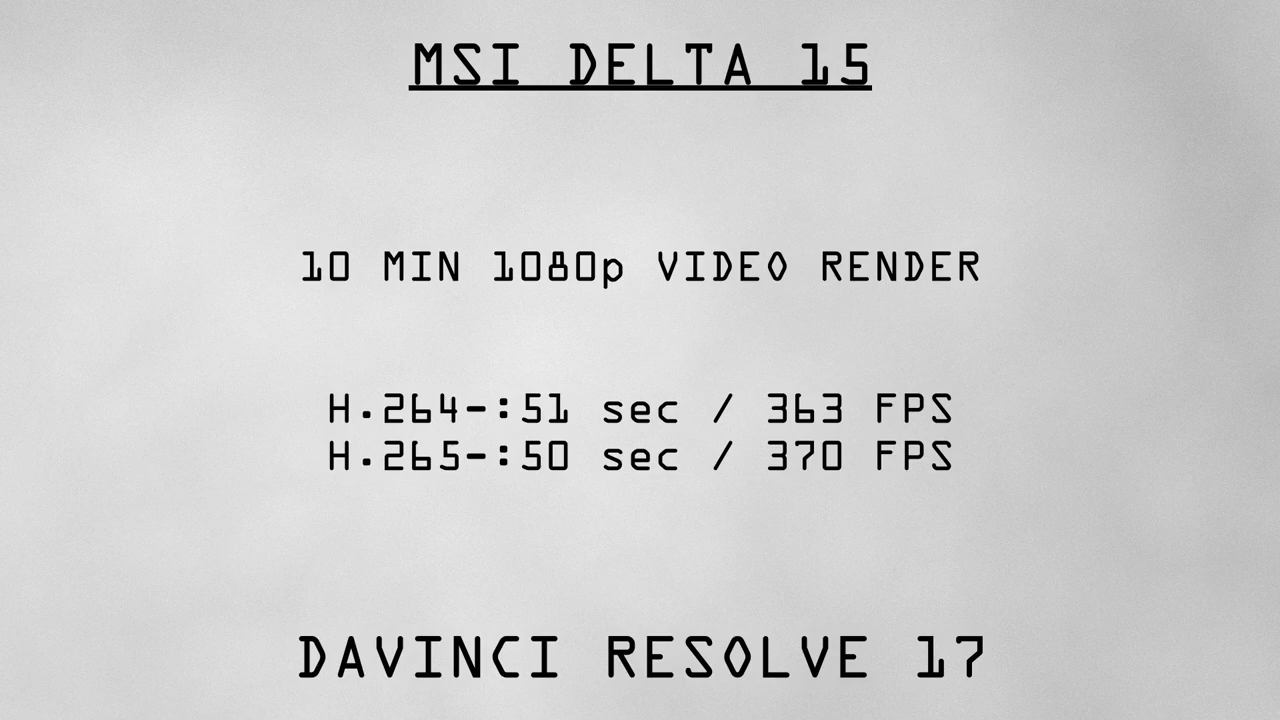 MSI DELTA 15
10 MIN 1080p VIDEO RENDER
H.264-:51 sec / 363 FPS
H.265-:50 sec / 370 FPS
DAVINCI RESOLVE 17